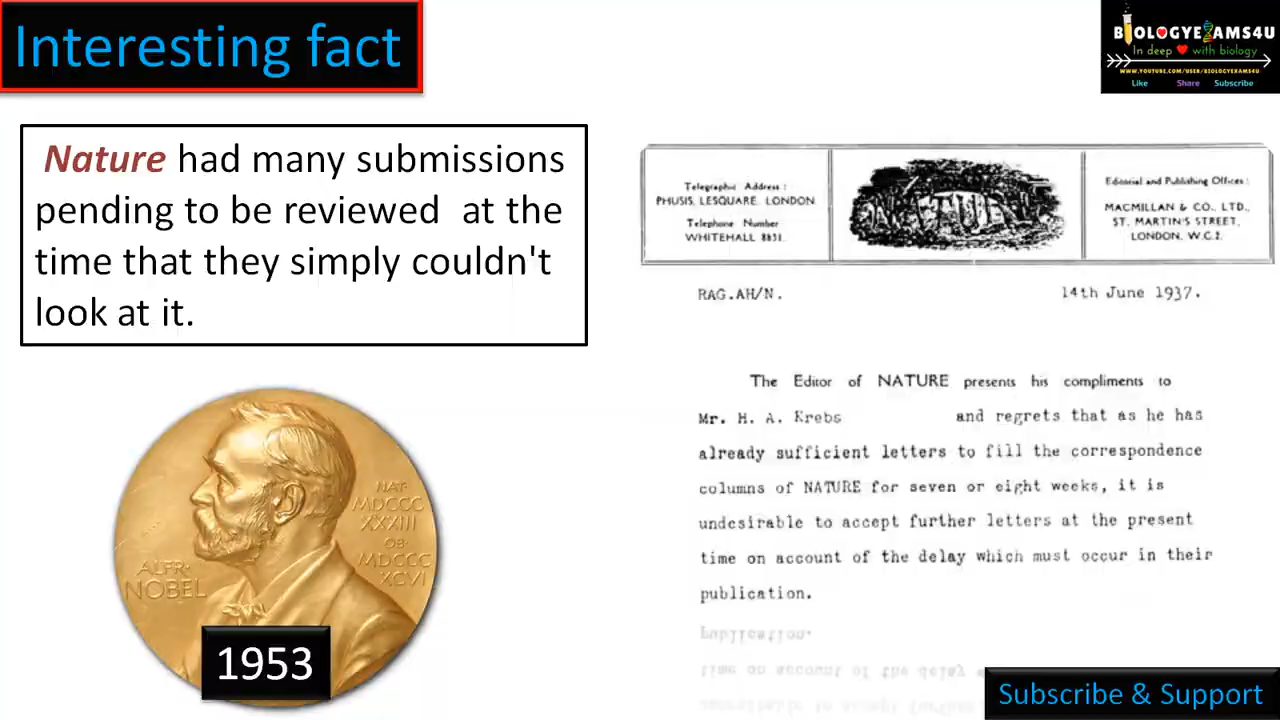 Interesting fact
BIOLOGYEXAMS4U
In deep with biology
WWW.YOUTUBE.COM/USER/BIOLOGYEXAMS4U
Like Share Subscribe
Nature had many submissions
pending to be reviewed at the
time that they simply couldn't
look at it.
Telegraphic Address:
PHUSIS, LESQUARE, LONDON
Telephone Number
WHITEHALL 8831.
NATURE
Editorial and Publishing Offices:
MACMILLAN & CO., LTD.,
ST. MARTIN'S STREET,
LONDON, W.C.2.
RAG.AH/N. 14th June 1937.
The Editor of NATURE presents his compliments to
Mr. H. A. Krebs and regrets that as he has
already sufficient letters to fill the correspondence
columns of NATURE for seven or eight weeks, it is
undesirable to accept further letters at the present
time on account of the delay which must occur in their
publication.
ALFR·
NOBEL
NAT·
MDCCC
XXXIII
OB·
MDCCC
XCVI
1953
Subscribe & Support